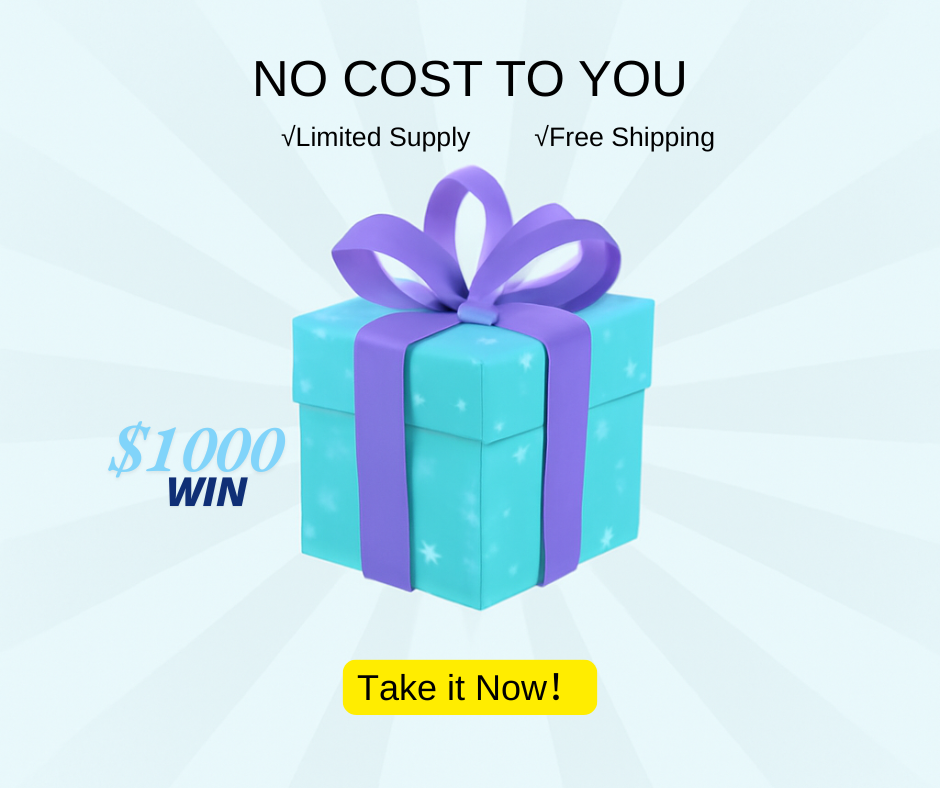 NO COST TO YOU
√Limited Supply √Free Shipping
$1000
WIN
Take it Now！